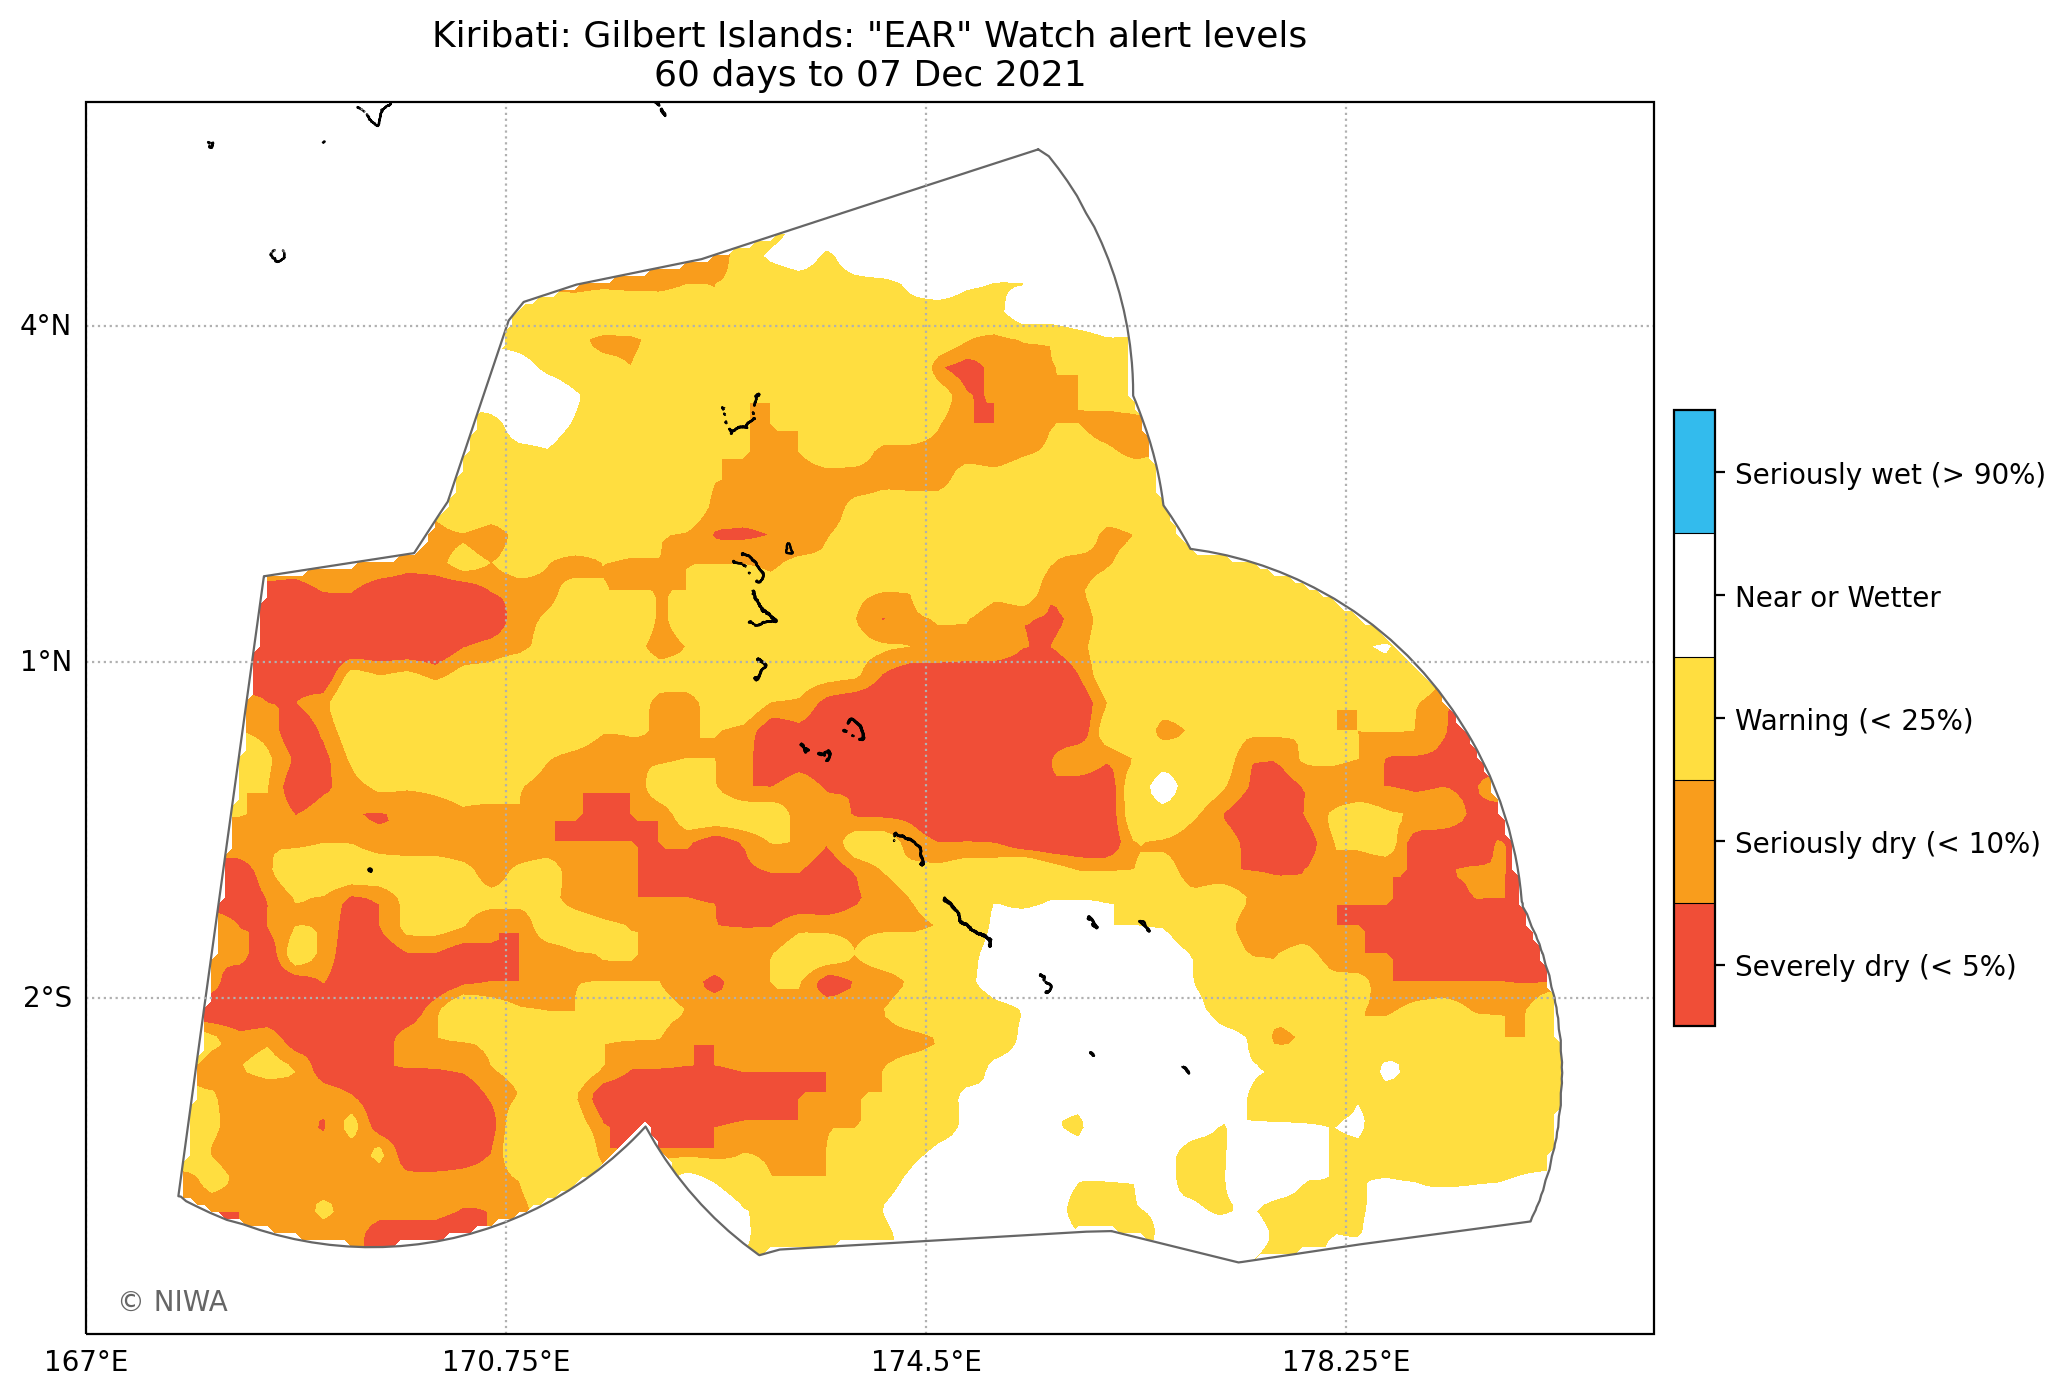 Kiribati: Gilbert Islands: "EAR" Watch alert levels
60 days to 07 Dec 2021
4°N
1°N
2°S
Seriously wet (> 90%)
Near or Wetter
Warning (< 25%)
Seriously dry (< 10%)
Severely dry (< 5%)
© NIWA
167°E 170.75°E 174.5°E 178.25°E